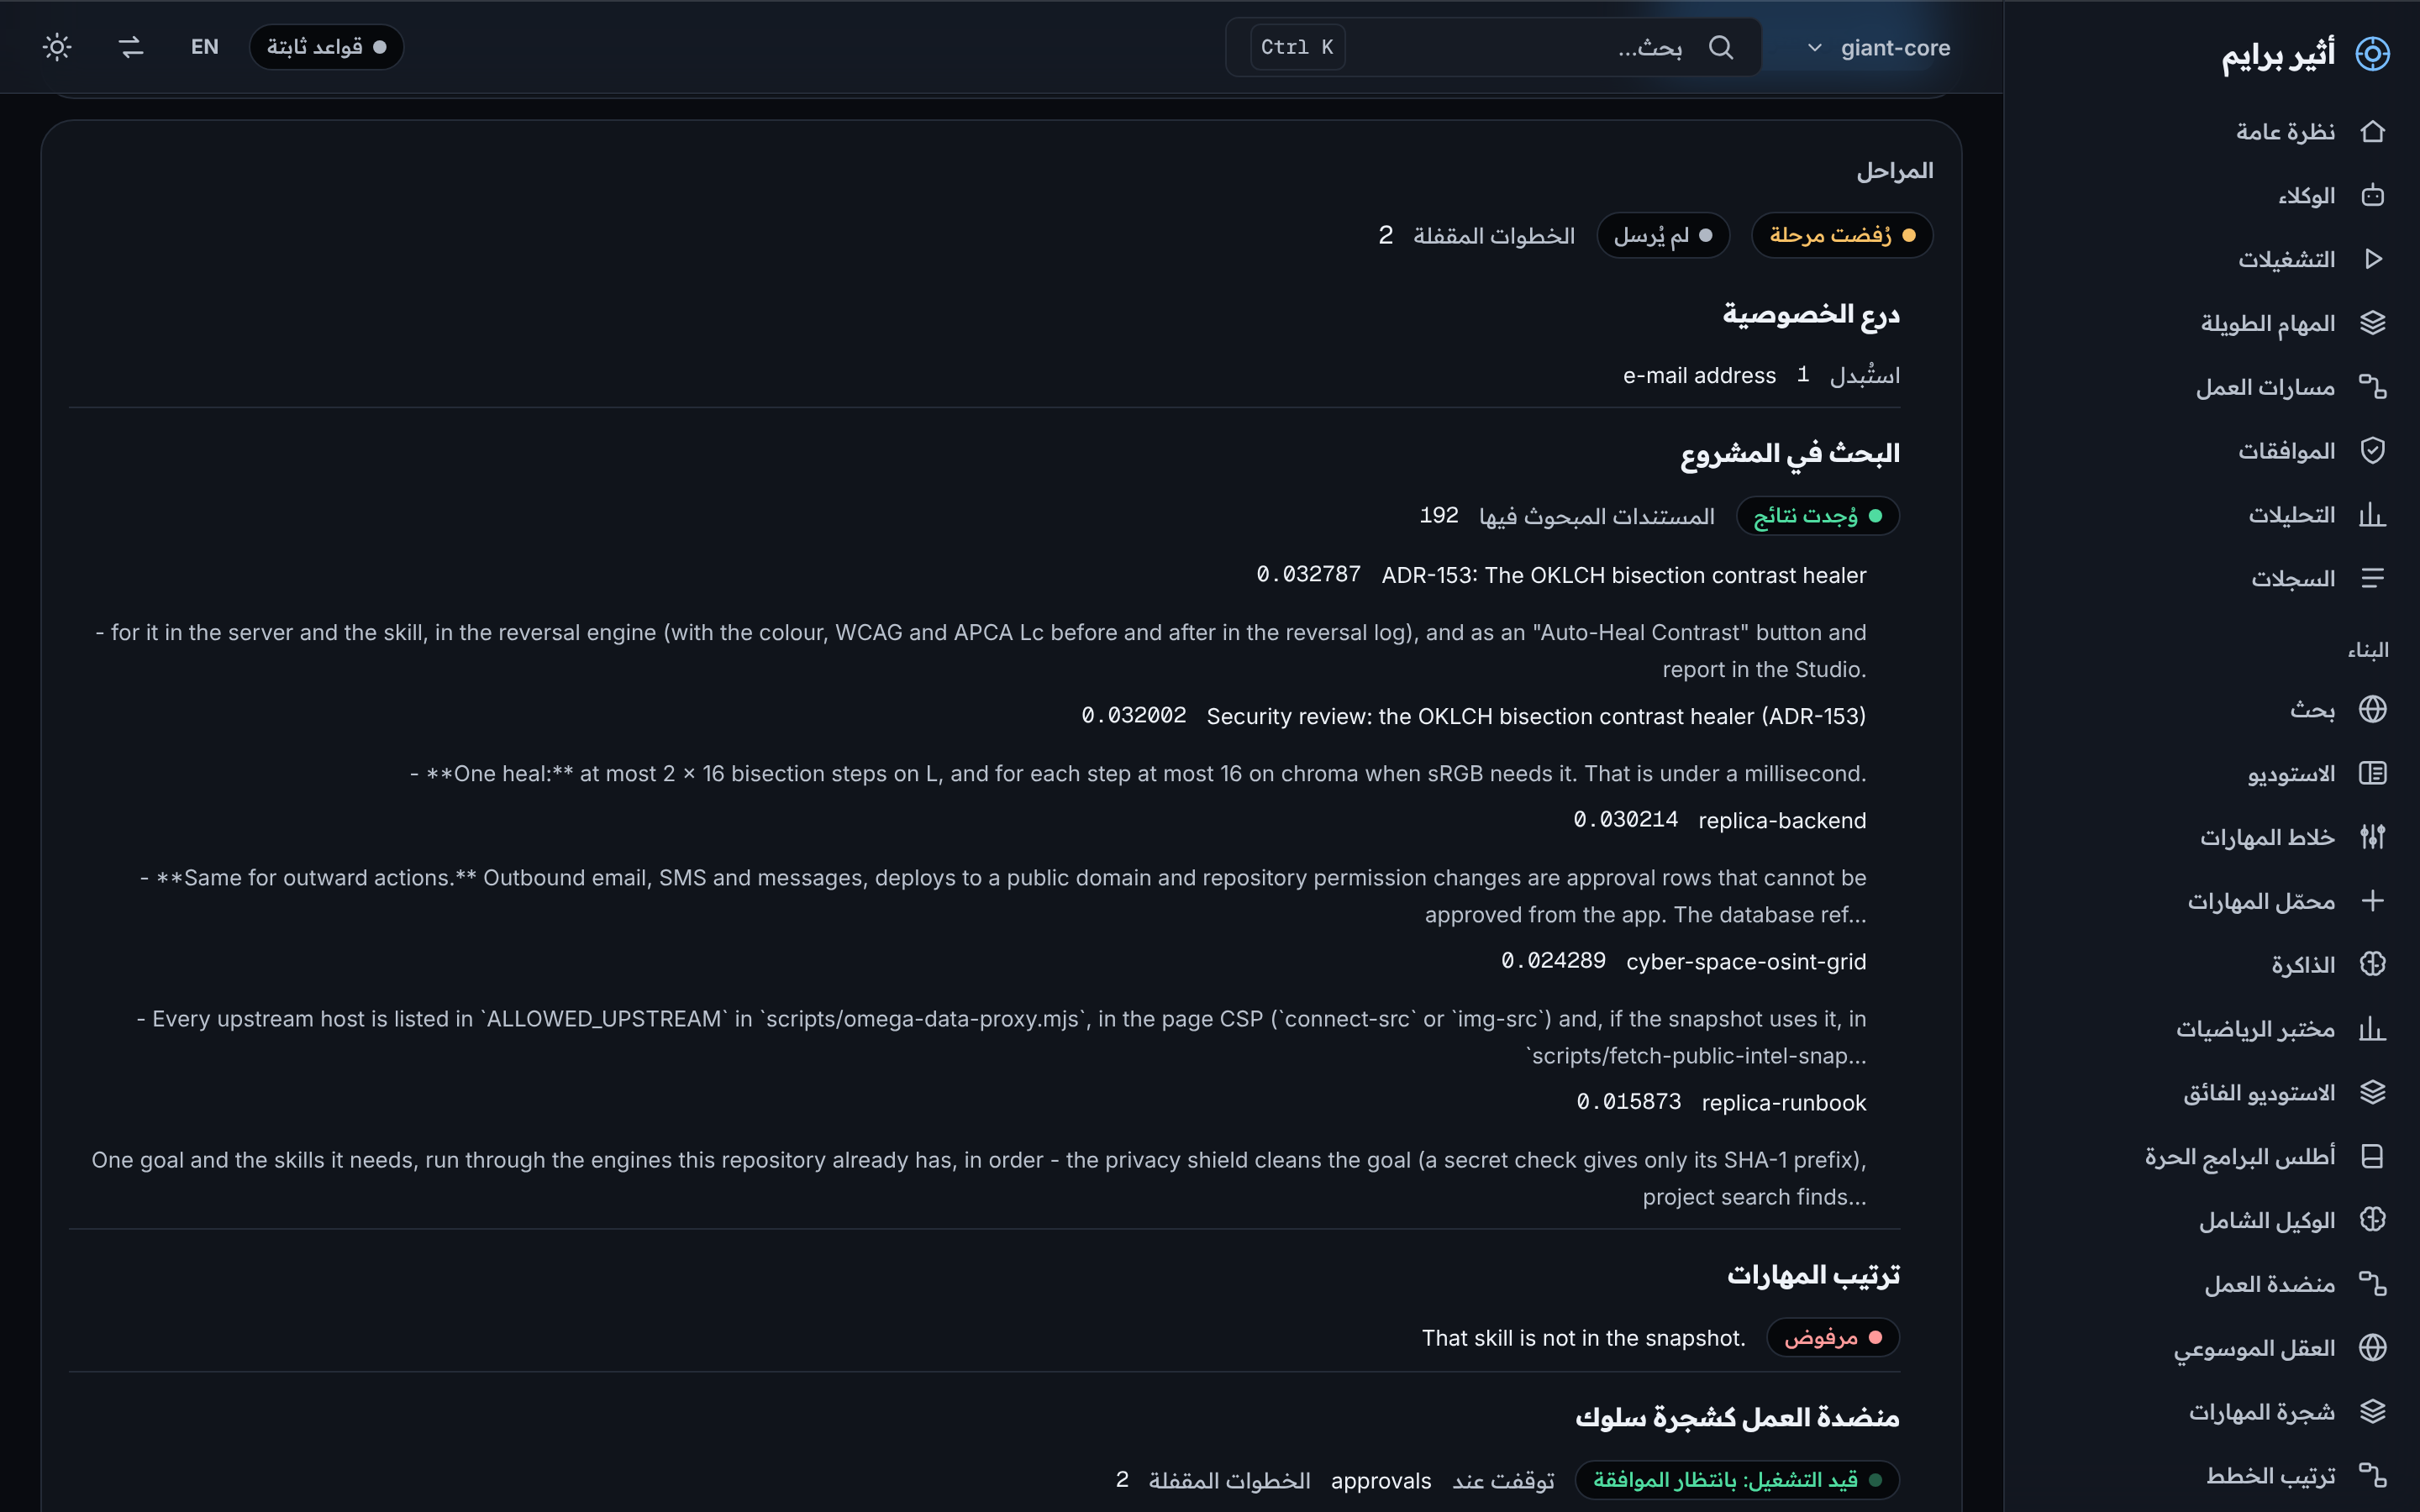 أثير برايم
نظرة عامة
الوكلاء
التشغيلات
المهام الطويلة
مسارات العمل
الموافقات
التحليلات
السجلات
البناء
بحث
الاستوديو
خلاط المهارات
محمّل المهارات
الذاكرة
مختبر الرياضيات
الاستوديو الفائق
أطلس البرامج الحرة
الوكيل الشامل
منضدة العمل
العقل الموسوعي
شجرة المهارات
ترتيب الخطط
giant-core
بحث... Ctrl K
قواعد ثابتة
EN
المراحل
رُفضت مرحلة لم يُرسل الخطوات المقفلة 2
درع الخصوصية
استُبدل 1 e-mail address
البحث في المشروع
وُجدت نتائج المستندات المبحوث فيها 192
ADR-153: The OKLCH bisection contrast healer 0.032787
- for it in the server and the skill, in the reversal engine (with the colour, WCAG and APCA Lc before and after in the reversal log), and as an "Auto-Heal Contrast" button and
report in the Studio.
Security review: the OKLCH bisection contrast healer (ADR-153) 0.032002
- **One heal:** at most 2 × 16 bisection steps on L, and for each step at most 16 on chroma when sRGB needs it. That is under a millisecond.
replica-backend 0.030214
- **Same for outward actions.** Outbound email, SMS and messages, deploys to a public domain and repository permission changes are approval rows that cannot be
approved from the app. The database ref...
cyber-space-osint-grid 0.024289
- Every upstream host is listed in `ALLOWED_UPSTREAM` in `scripts/omega-data-proxy.mjs`, in the page CSP (`connect-src` or `img-src`) and, if the snapshot uses it, in
`scripts/fetch-public-intel-snap...
replica-runbook 0.015873
One goal and the skills it needs, run through the engines this repository already has, in order - the privacy shield cleans the goal (a secret check gives only its SHA-1 prefix),
project search finds...
ترتيب المهارات
مرفوض That skill is not in the snapshot.
منضدة العمل كشجرة سلوك
قيد التشغيل: بانتظار الموافقة توقفت عند approvals الخطوات المقفلة 2